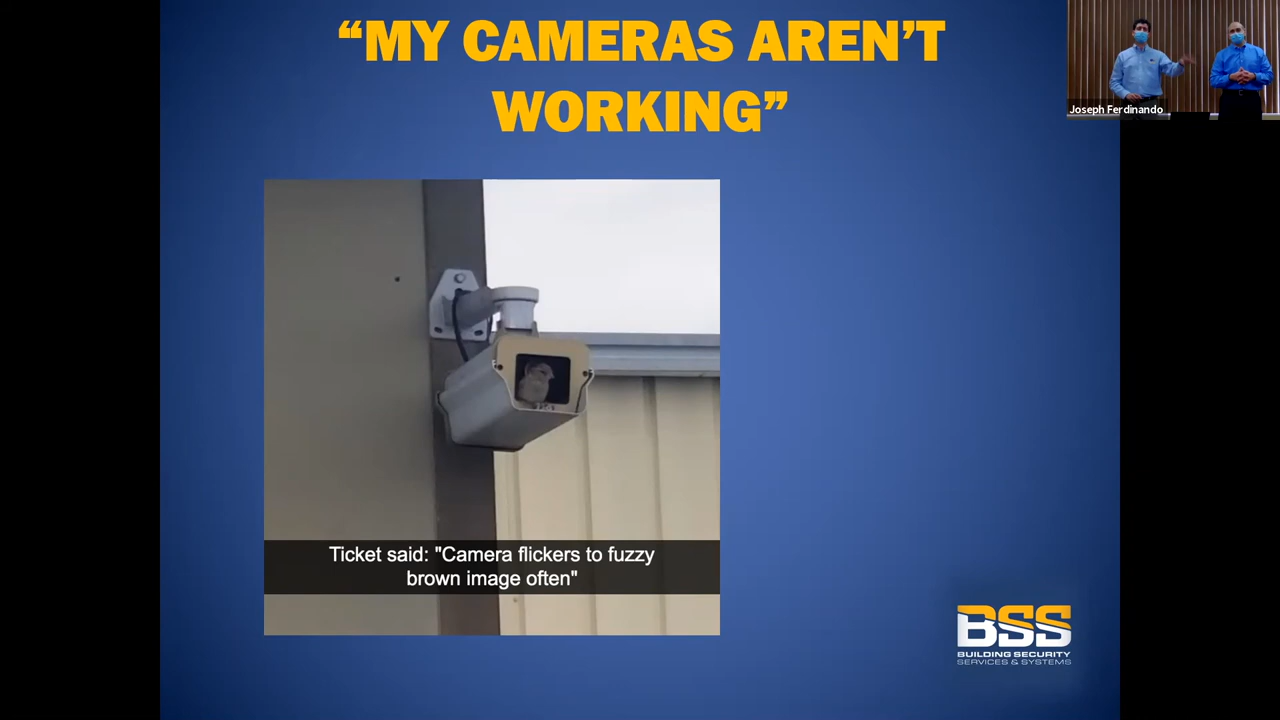 “MY CAMERAS AREN’T
WORKING”
Joseph Ferdinando
Ticket said: "Camera flickers to fuzzy
brown image often"
BSS
BUILDING SECURITY
SERVICES & SYSTEMS